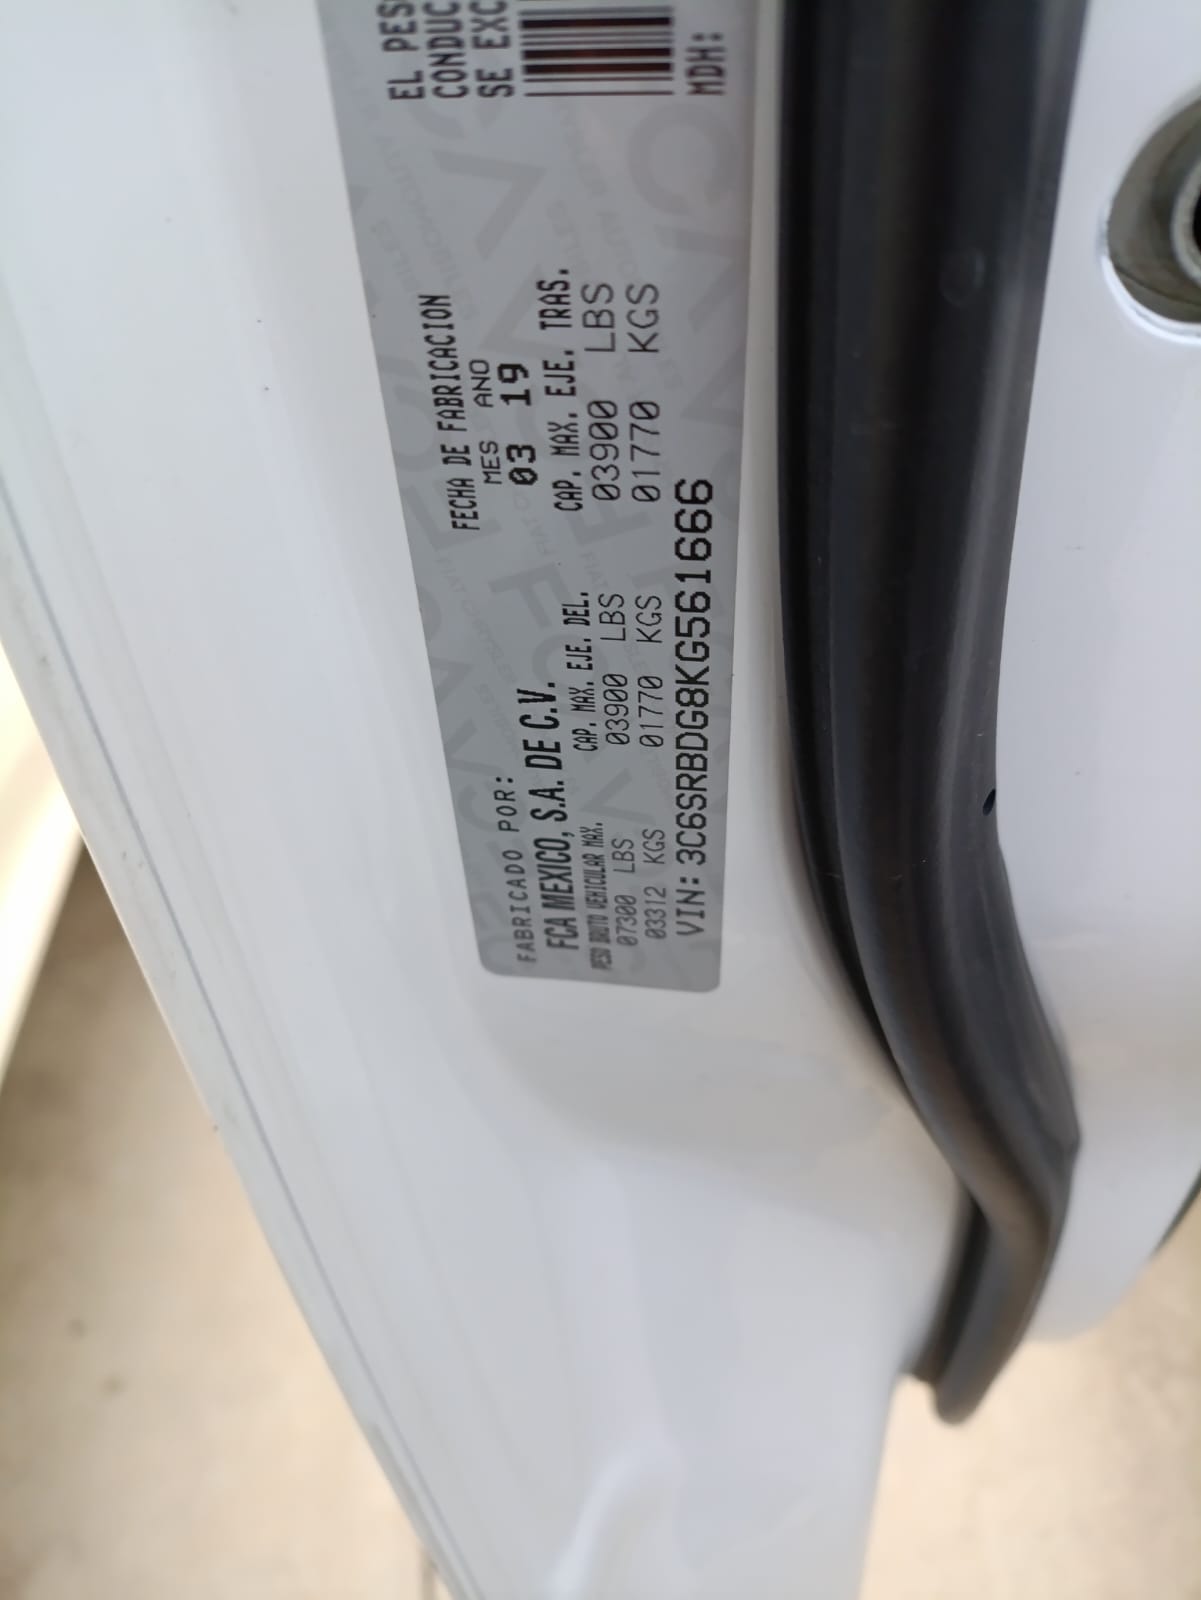 FABRICADO POR:
FCA MEXICO, S.A. DE C.V.
FECHA DE FABRICACION
MES ANO
03 19
PESO BRUTO VEHICULAR MAX.
07300 LBS
03312 KGS
CAP. MAX. EJE. DEL.
03900 LBS
01770 KGS
CAP. MAX. EJE. TRAS.
03900 LBS
01770 KGS
VIN: 3C6SRBDG8KG561666
EL PES
CONDUC
SE EXC
MDH: